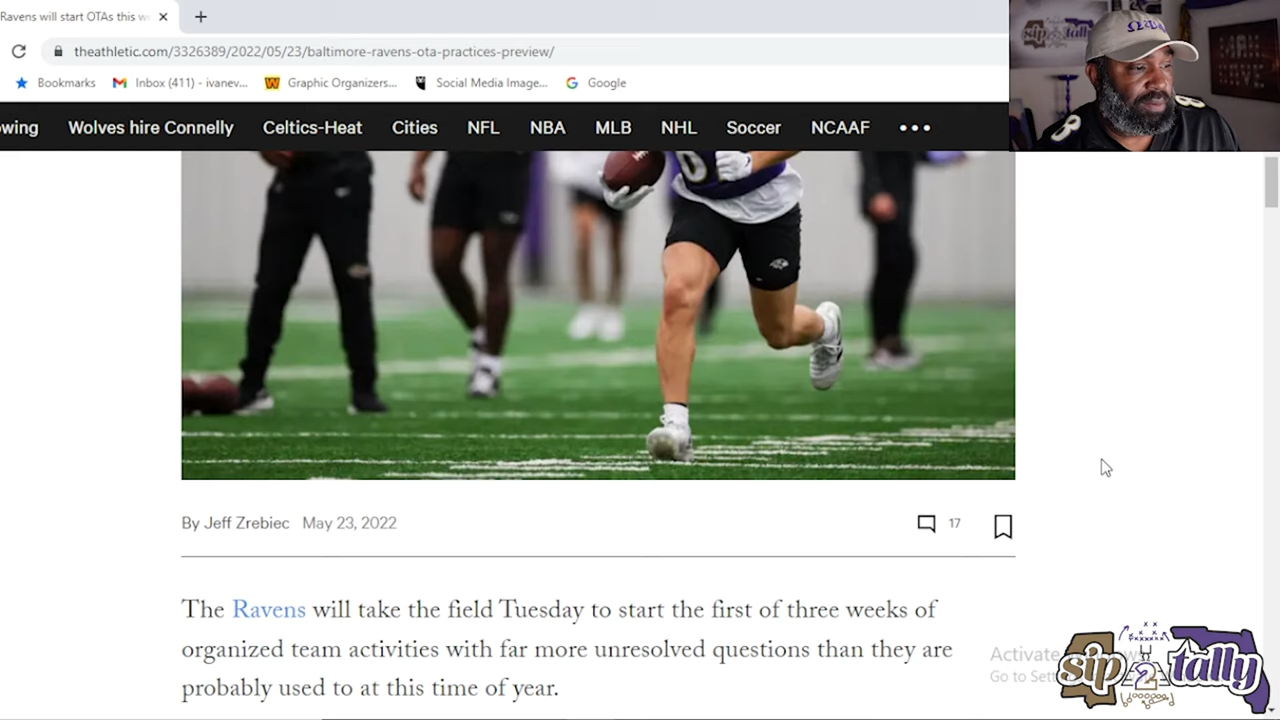 Ravens will start OTAs this w
theathletic.com/3326389/2022/05/23/baltimore-ravens-ota-practices-preview/
Bookmarks Inbox (411) - ivanev... Graphic Organizers... Social Media Image... Google
owing Wolves hire Connelly Celtics-Heat Cities NFL NBA MLB NHL Soccer NCAAF
By Jeff Zrebiec May 23, 2022 17
The Ravens will take the field Tuesday to start the first of three weeks of
organized team activities with far more unresolved questions than they are
probably used to at this time of year.
Activate
Go to Sett
sip 2 tally